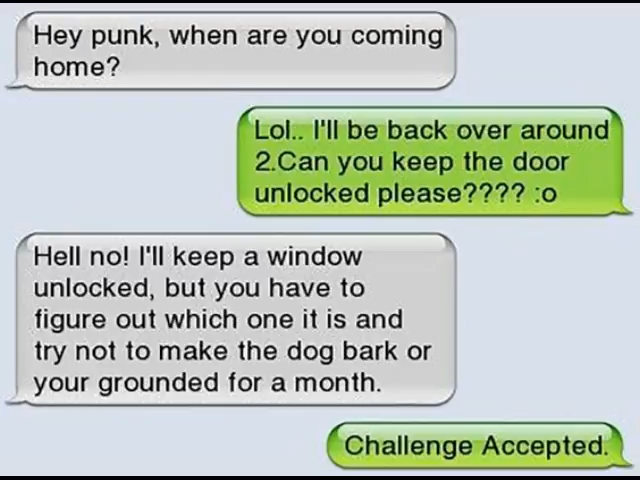 Hey punk, when are you coming
home?
Lol.. I'll be back over around
2.Can you keep the door
unlocked please???? :o
Hell no! I'll keep a window
unlocked, but you have to
figure out which one it is and
try not to make the dog bark or
your grounded for a month.
Challenge Accepted.